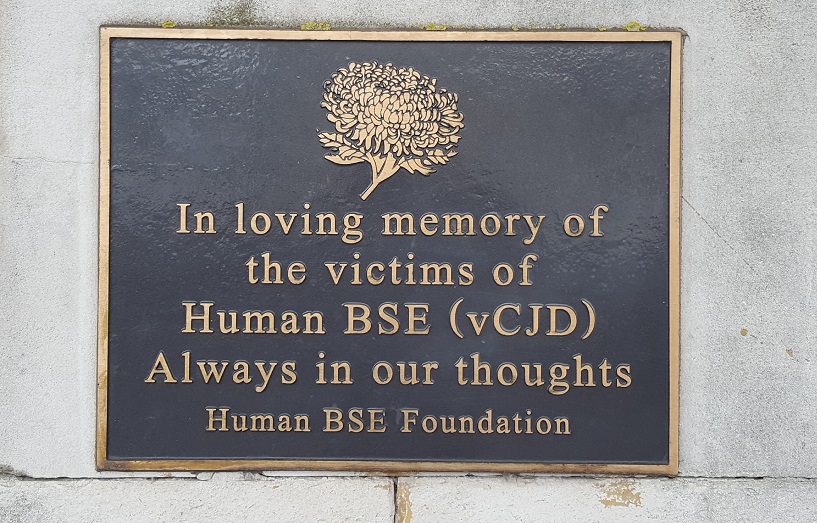 In loving memory of
the victims of
Human BSE (vCJD)
Always in our thoughts
Human BSE Foundation